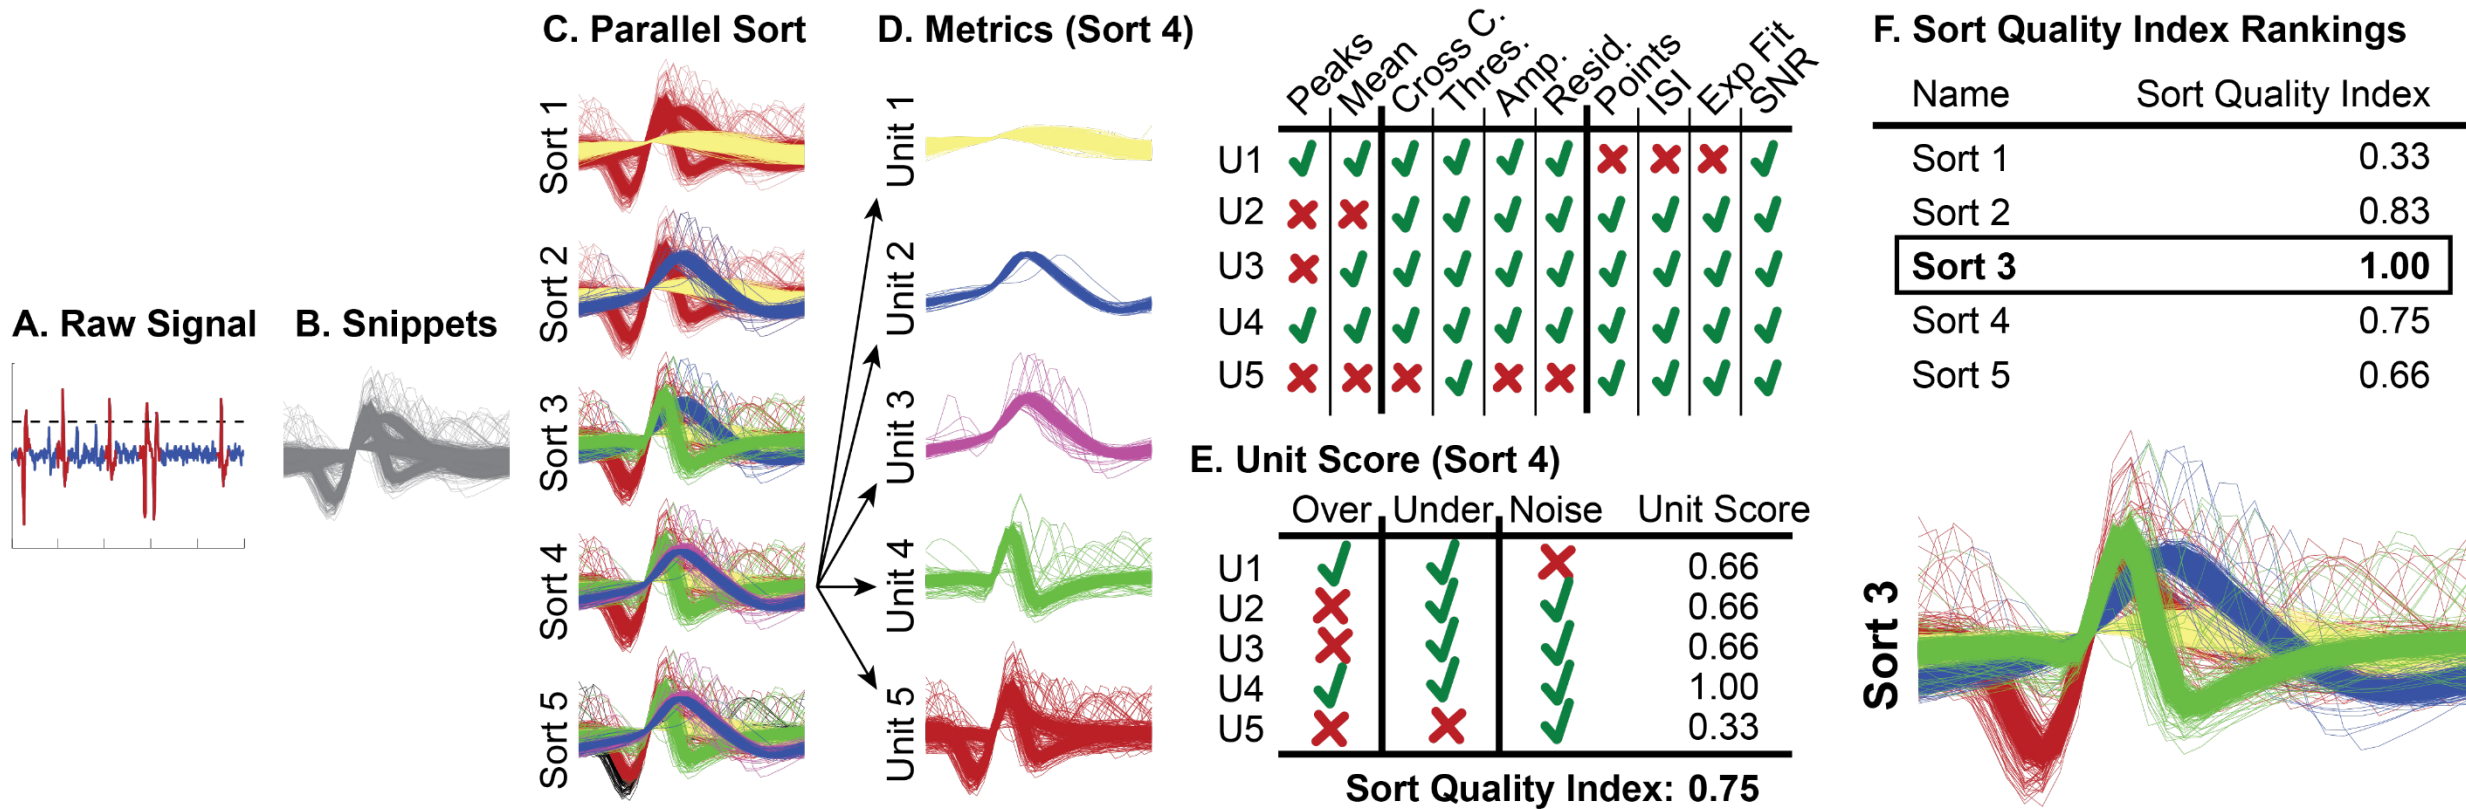 A. Raw Signal
B. Snippets
C. Parallel Sort
Sort 1
Sort 2
Sort 3
Sort 4
Sort 5
D. Metrics (Sort 4)
Unit 1
Unit 2
Unit 3
Unit 4
Unit 5
Peaks Mean Cross C. Thres. Amp. Resid. Points ISI Exp Fit SNR
U1
U2
U3
U4
U5
E. Unit Score (Sort 4)
Over Under Noise Unit Score
U1 0.66
U2 0.66
U3 0.66
U4 1.00
U5 0.33
Sort Quality Index: 0.75
F. Sort Quality Index Rankings
Name Sort Quality Index
Sort 1 0.33
Sort 2 0.83
Sort 3 1.00
Sort 4 0.75
Sort 5 0.66
Sort 3